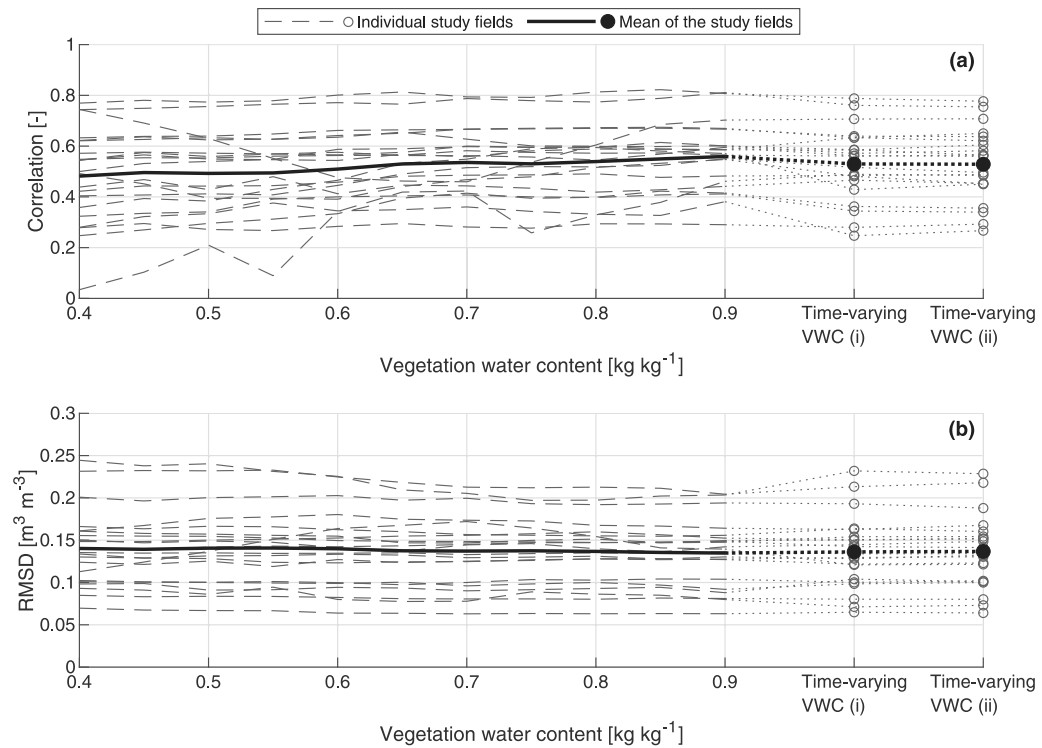 Individual study fields Mean of the study fields
(a)
Correlation [-]
1
0.8
0.6
0.4
0.2
0
0.4 0.5 0.6 0.7 0.8 0.9 Time-varying VWC (i) Time-varying VWC (ii)
Vegetation water content [kg kg⁻¹]
(b)
RMSD [m³ m⁻³]
0.3
0.25
0.2
0.15
0.1
0.05
0
0.4 0.5 0.6 0.7 0.8 0.9 Time-varying VWC (i) Time-varying VWC (ii)
Vegetation water content [kg kg⁻¹]